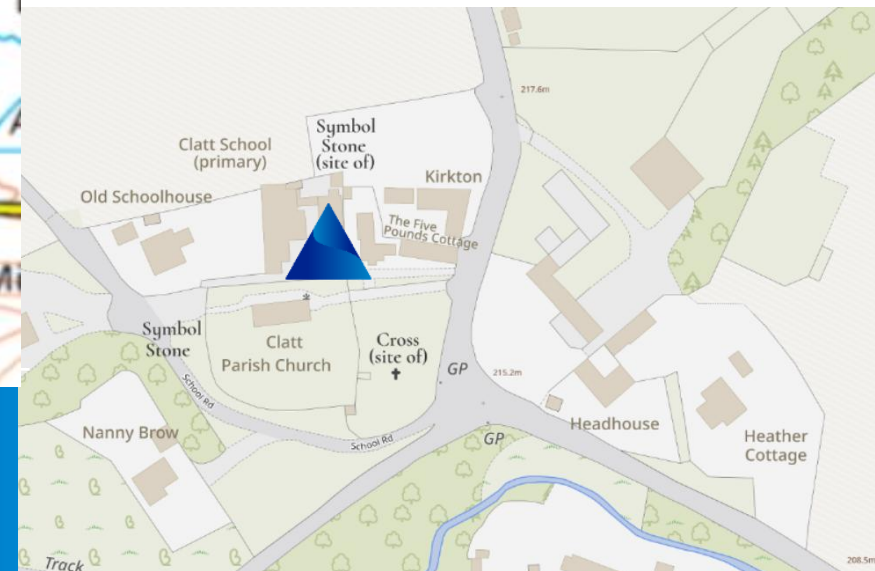 217.6m
Symbol
Stone
(site of)
Clatt School
(primary)
Kirkton
Old Schoolhouse
The Five
Pounds Cottage
Symbol
Stone
Clatt
Parish Church
Cross
(site of)
GP
215.2m
School Rd
Nanny Brow
School Rd
GP
Headhouse
Heather
Cottage
Track
208.5m